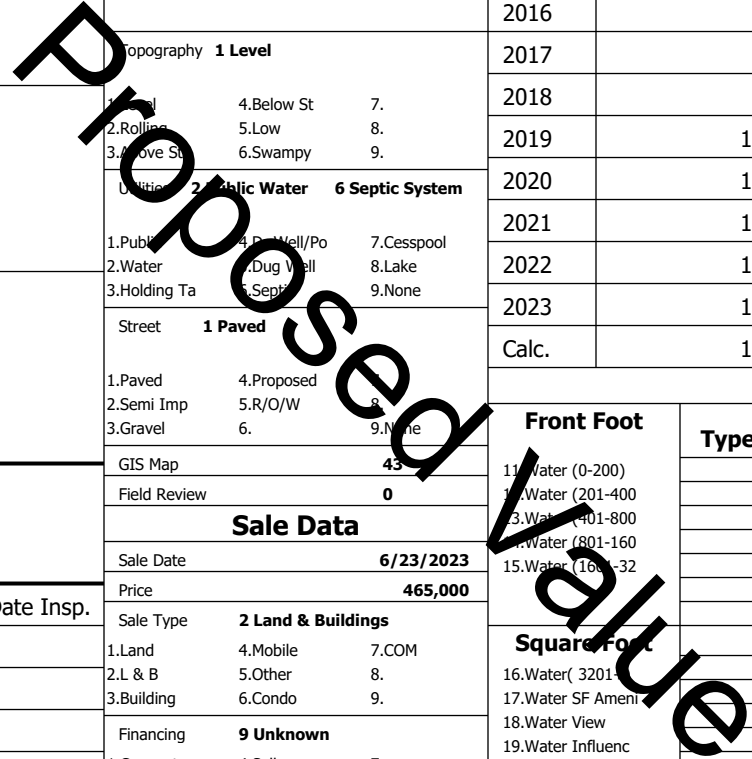 Topography 1 Level
4.Below St 7.
2.Rolling 5.Low 8.
3.Above St 6.Swampy 9.
Utilities 2 Public Water 6 Septic System
4.Dr Well/Po 7.Cesspool
2.Water 5.Dug Well 8.Lake
3.Holding Ta 6.Septic 9.None
Street 1 Paved
1.Paved 4.Proposed
2.Semi Imp 5.R/O/W 8.
3.Gravel 6. 9.None
GIS Map 43
Field Review 0
Sale Data
Sale Date 6/23/2023
Price 465,000
Sale Type 2 Land & Buildings
1.Land 4.Mobile 7.COM
2.L & B 5.Other 8.
3.Building 6.Condo 9.
Financing 9 Unknown
Date Insp.
2016
2017
2018
2019 1
2020 1
2021 1
2022 1
2023 1
Calc. 1
Front Foot
Type
11.Water (0-200)
12.Water (201-400
13.Water (401-800
14.Water (801-160
15.Water (1601-32
Square Foot
16.Water( 3201-
17.Water SF Ameni
18.Water View
19.Water Influenc
Proposed Value